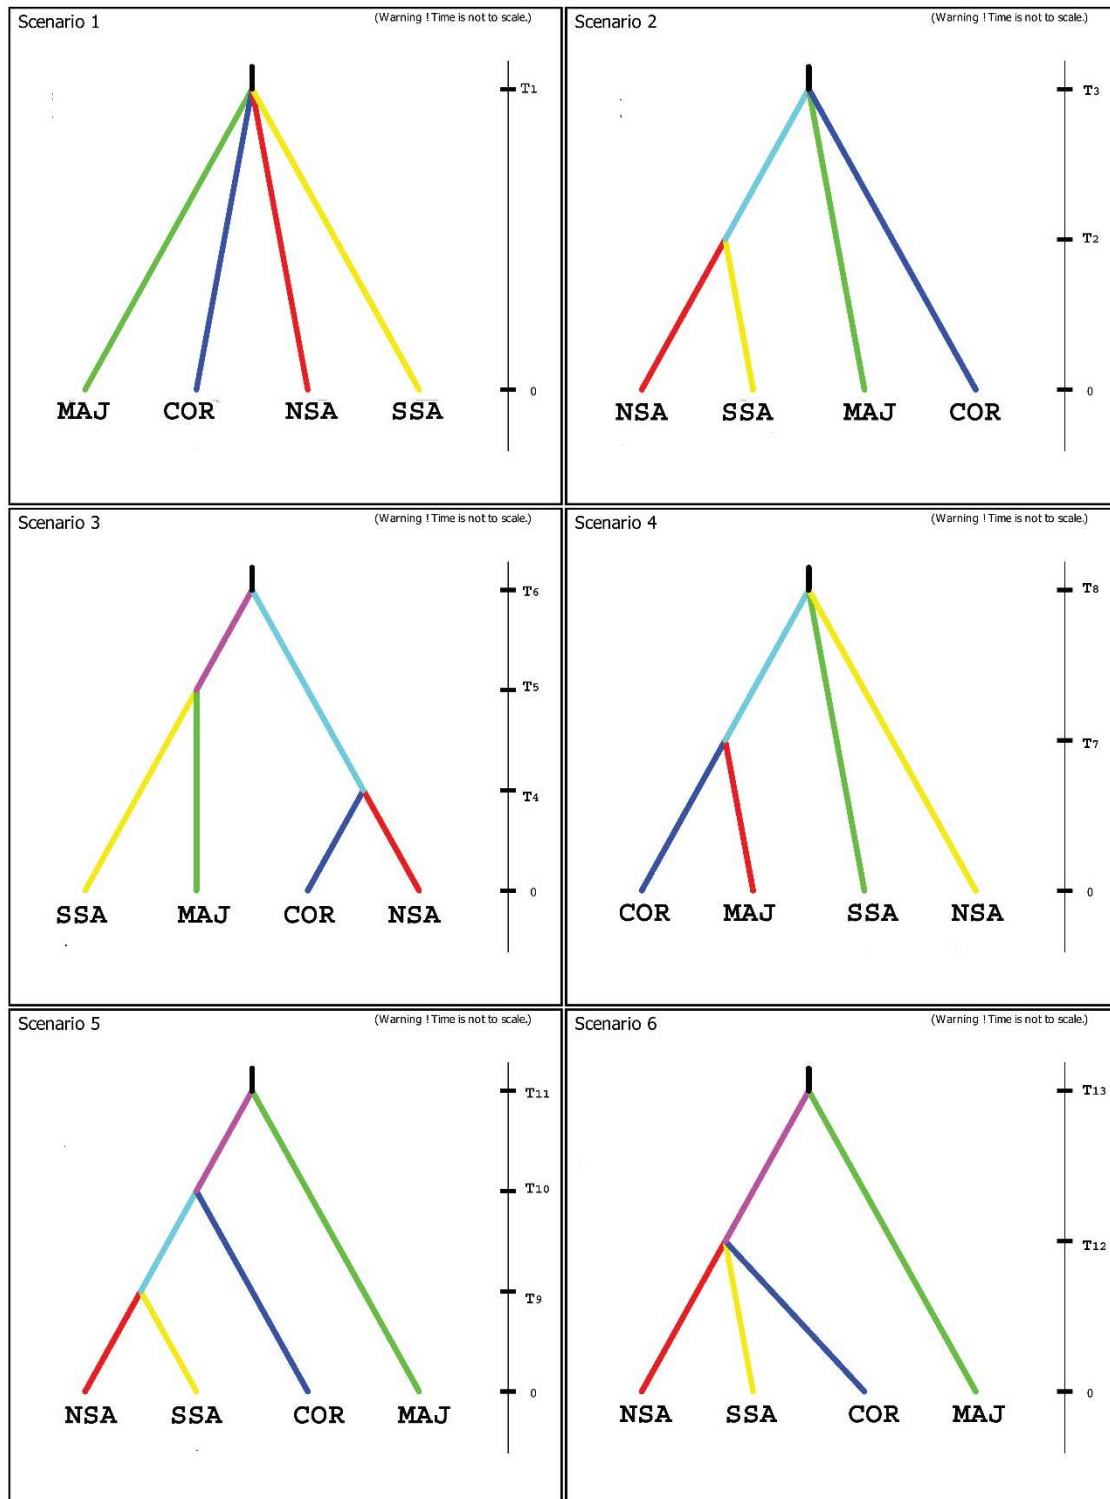 Scenario 1 (Warning ! Time is not to scale.)
T1
0
MAJ COR NSA SSA
Scenario 2 (Warning ! Time is not to scale.)
T3
T2
0
NSA SSA MAJ COR
Scenario 3 (Warning ! Time is not to scale.)
T6
T5
T4
0
SSA MAJ COR NSA
Scenario 4 (Warning ! Time is not to scale.)
T8
T7
0
COR MAJ SSA NSA
Scenario 5 (Warning ! Time is not to scale.)
T11
T10
T9
0
NSA SSA COR MAJ
Scenario 6 (Warning ! Time is not to scale.)
T13
T12
0
NSA SSA COR MAJ